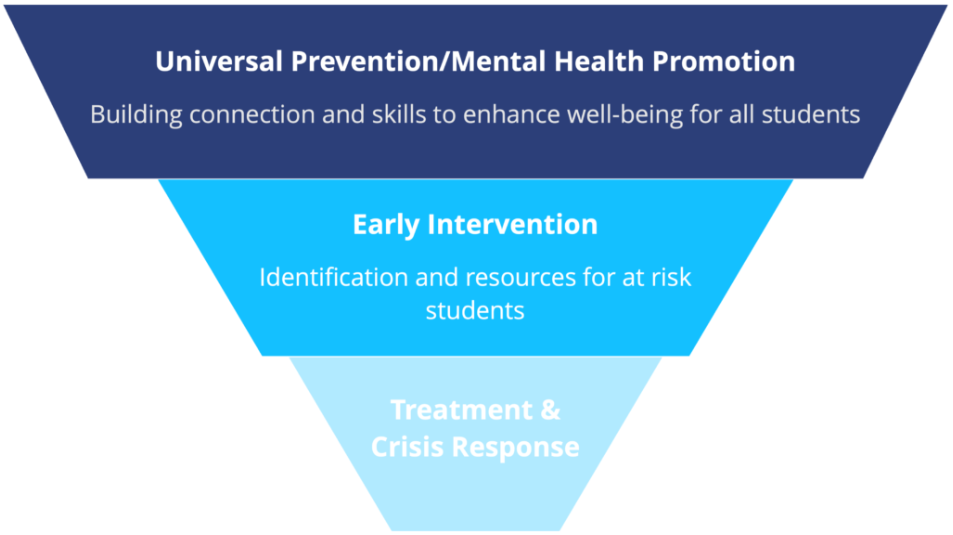 Universal Prevention/Mental Health Promotion
Building connection and skills to enhance well-being for all students
Early Intervention
Identification and resources for at risk
students
Treatment &
Crisis Response